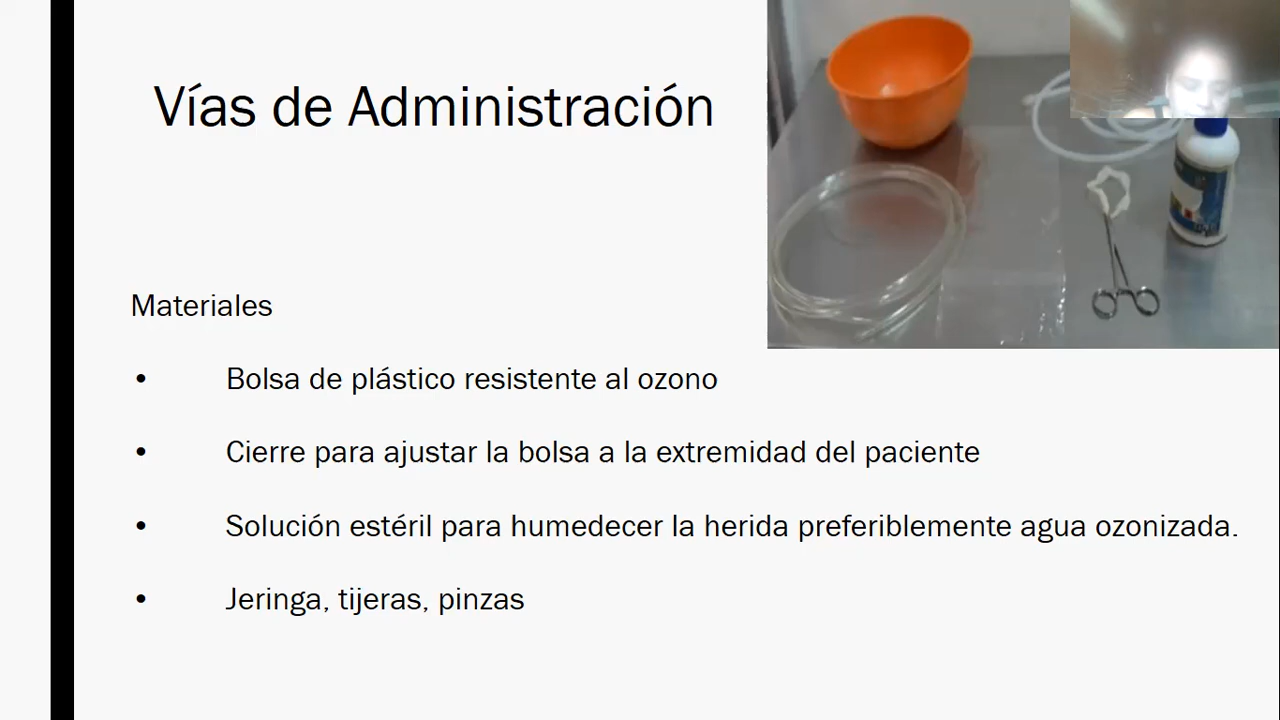 Vías de Administración
Materiales
• Bolsa de plástico resistente al ozono
• Cierre para ajustar la bolsa a la extremidad del paciente
• Solución estéril para humedecer la herida preferiblemente agua ozonizada.
• Jeringa, tijeras, pinzas